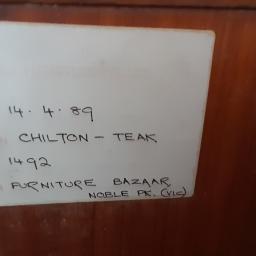 14.4.89
CHILTON - TEAK
1492
FURNITURE BAZAAR
NOBLE PK. (VIC)